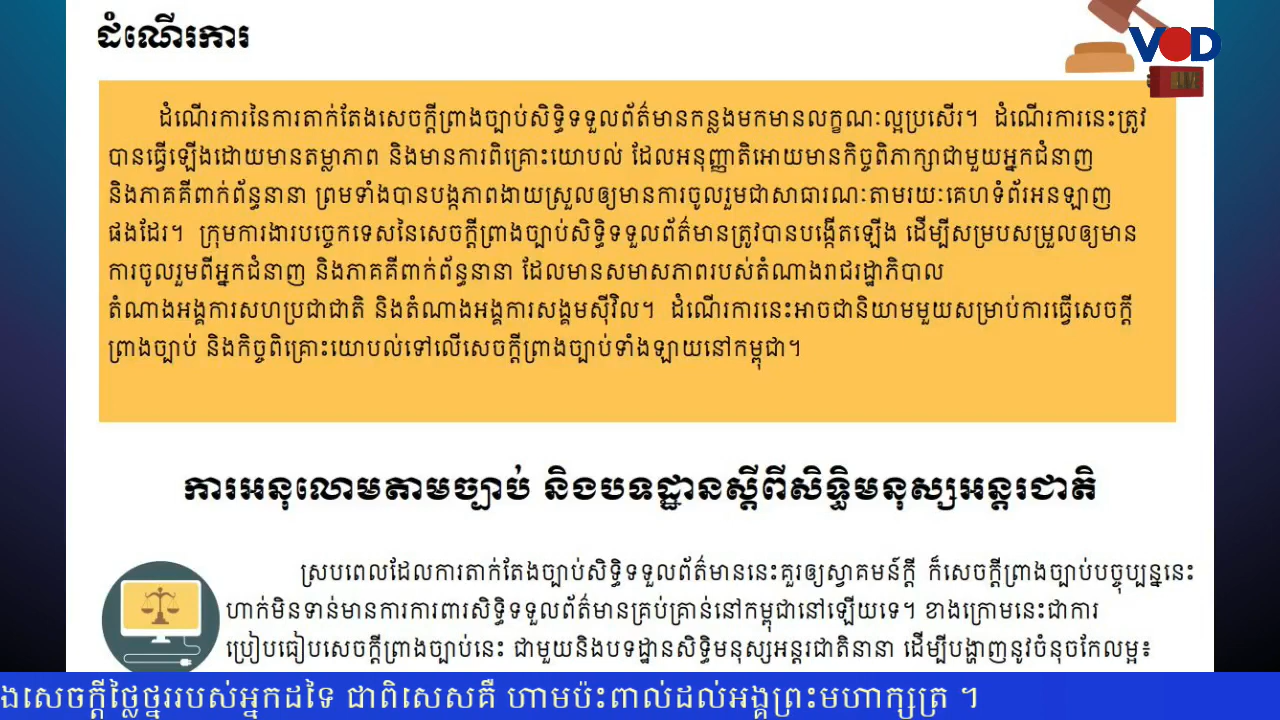 ដំណើរការ
VOD
ដំណើរការនៃការតាក់តែងសេចក្តីព្រាងច្បាប់សិទ្ធិទទួលព័ត៌មានកន្លងមកមានលក្ខណៈល្អប្រសើរ។ ដំណើរការនេះត្រូវ
បានធ្វើឡើងដោយមានតម្លាភាព និងមានការពិគ្រោះយោបល់ ដែលអនុញ្ញាតិអោយមានកិច្ចពិភាក្សាជាមួយអ្នកជំនាញ
និងភាគគីពាក់ព័ន្ធនានា ព្រមទាំងបានបង្កភាពងាយស្រួលឲ្យមានការចូលរួមជាសាធារណៈតាមរយៈគេហទំព័រអនឡាញ
ផងដែរ។ ក្រុមការងារបច្ចេកទេសនៃសេចក្តីព្រាងច្បាប់សិទ្ធិទទួលព័ត៌មានត្រូវបានបង្កើតឡើង ដើម្បីសម្របសម្រួលឲ្យមាន
ការចូលរួមពីអ្នកជំនាញ និងភាគគីពាក់ព័ន្ធនានា ដែលមានសមាសភាពរបស់តំណាងរាជរដ្ឋាភិបាល
តំណាងអង្គការសហប្រជាជាតិ និងតំណាងអង្គការសង្គមស៊ីវិល។ ដំណើរការនេះអាចជានិយាមមួយសម្រាប់ការធ្វើសេចក្តី
ព្រាងច្បាប់ និងកិច្ចពិគ្រោះយោបល់ទៅលើសេចក្តីព្រាងច្បាប់ទាំងឡាយនៅកម្ពុជា។
ការអនុលោមតាមច្បាប់ និងបទដ្ឋានស្តីពីសិទ្ធិមនុស្សអន្តរជាតិ
ស្របពេលដែលការតាក់តែងច្បាប់សិទ្ធិទទួលព័ត៌មាននេះគួរឲ្យស្វាគមន៍ក្តី ក៏សេចក្តីព្រាងច្បាប់បច្ចុប្បន្ននេះ
ហាក់មិនទាន់មានការការពារសិទ្ធិទទួលព័ត៌មានគ្រប់គ្រាន់នៅកម្ពុជានៅឡើយទេ។ ខាងក្រោមនេះជាការ
ប្រៀបធៀបសេចក្តីព្រាងច្បាប់នេះ ជាមួយនិងបទដ្ឋានសិទ្ធិមនុស្សអន្តរជាតិនានា ដើម្បីបង្ហាញនូវចំនុចកែលម្អ៖
ងសេចក្តីថ្លៃថ្នូររបស់អ្នកដទៃ ជាពិសេសគឺ ហាមប៉ះពាល់ដល់អង្គព្រះមហាក្សត្រ ។